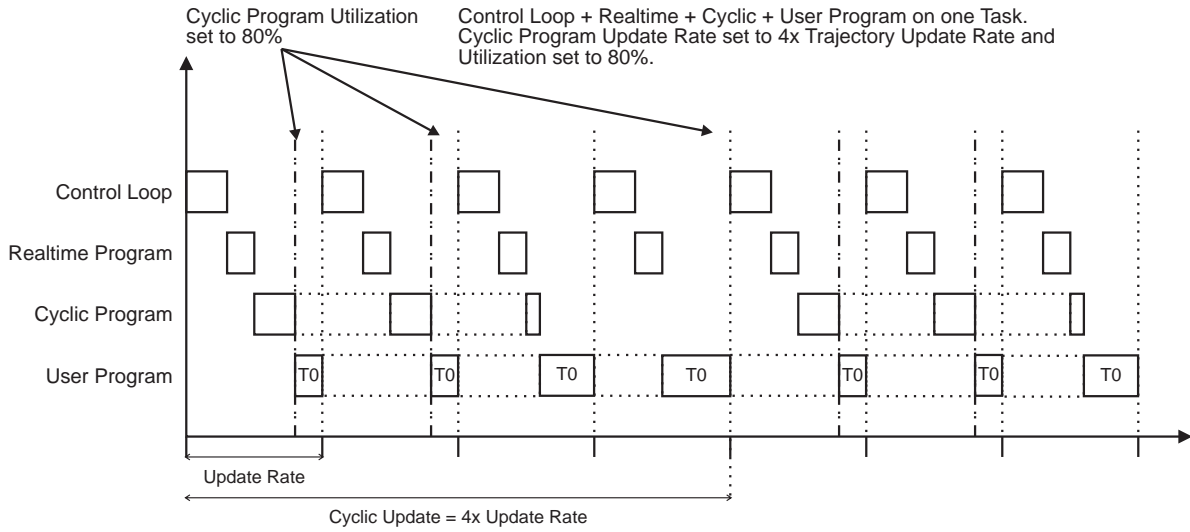 Cyclic Program Utilization
set to 80%
Control Loop + Realtime + Cyclic + User Program on one Task.
Cyclic Program Update Rate set to 4x Trajectory Update Rate and
Utilization set to 80%.
Control Loop
Realtime Program
Cyclic Program
User Program
T0
T0
T0
T0
T0
T0
T0
Update Rate
Cyclic Update = 4x Update Rate